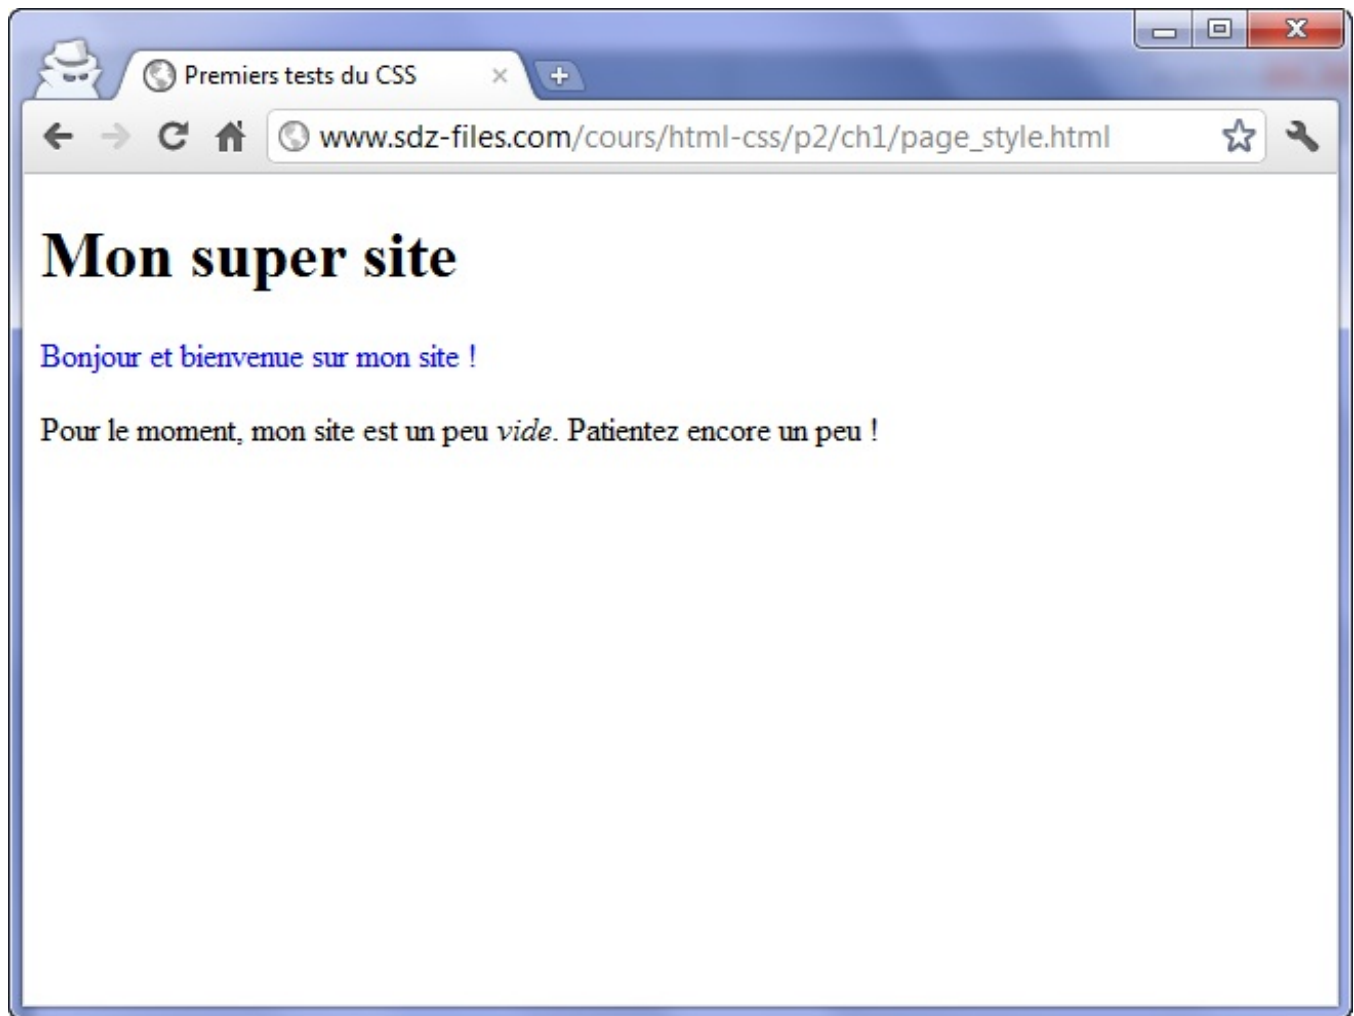 Premiers tests du CSS
www.sdz-files.com/cours/html-css/p2/ch1/page_style.html
Mon super site
Bonjour et bienvenue sur mon site !
Pour le moment, mon site est un peu vide. Patientez encore un peu !